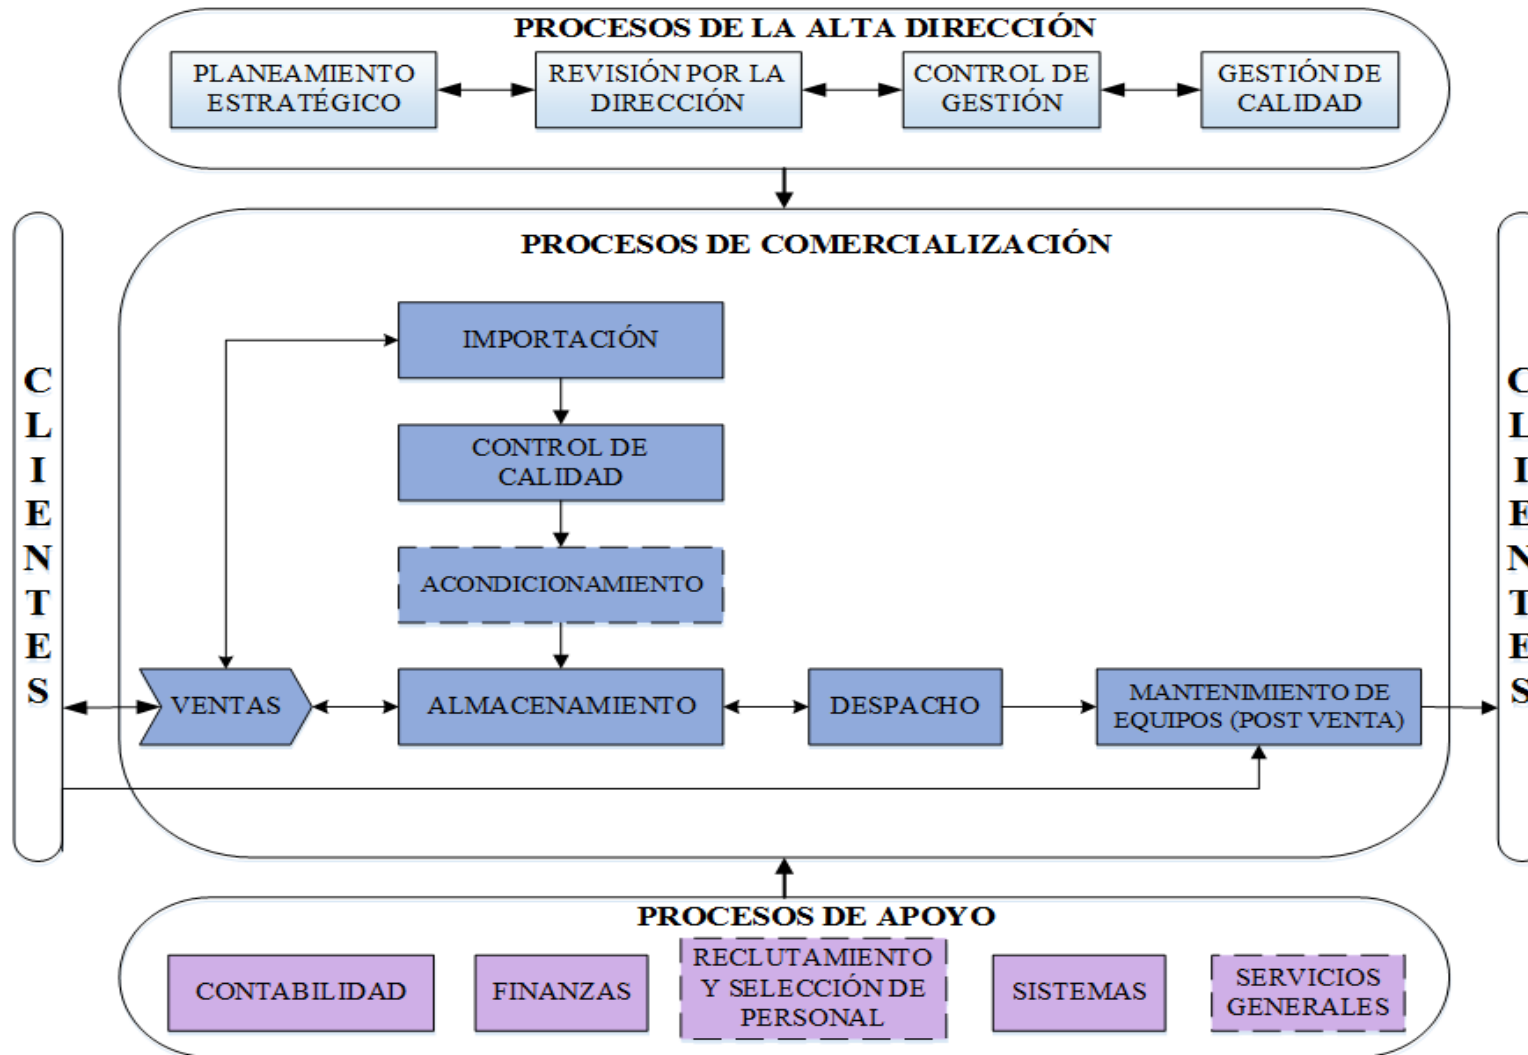 PROCESOS DE LA ALTA DIRECCIÓN
PLANEAMIENTO
ESTRATÉGICO
REVISIÓN POR LA
DIRECCIÓN
CONTROL DE
GESTIÓN
GESTIÓN DE
CALIDAD
PROCESOS DE COMERCIALIZACIÓN
CLIENTES
IMPORTACIÓN
CONTROL DE
CALIDAD
ACONDICIONAMIENTO
VENTAS
ALMACENAMIENTO
DESPACHO
MANTENIMIENTO DE
EQUIPOS (POST VENTA)
CLIENTES
PROCESOS DE APOYO
CONTABILIDAD
FINANZAS
RECLUTAMIENTO
Y SELECCIÓN DE
PERSONAL
SISTEMAS
SERVICIOS
GENERALES